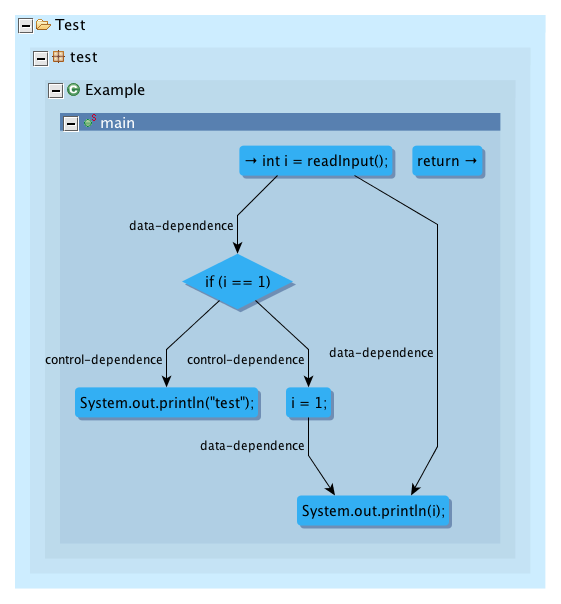 Test
test
Example
main
→ int i = readInput();
return →
data-dependence
if (i == 1)
control-dependence
control-dependence
data-dependence
System.out.println("test");
i = 1;
data-dependence
System.out.println(i);